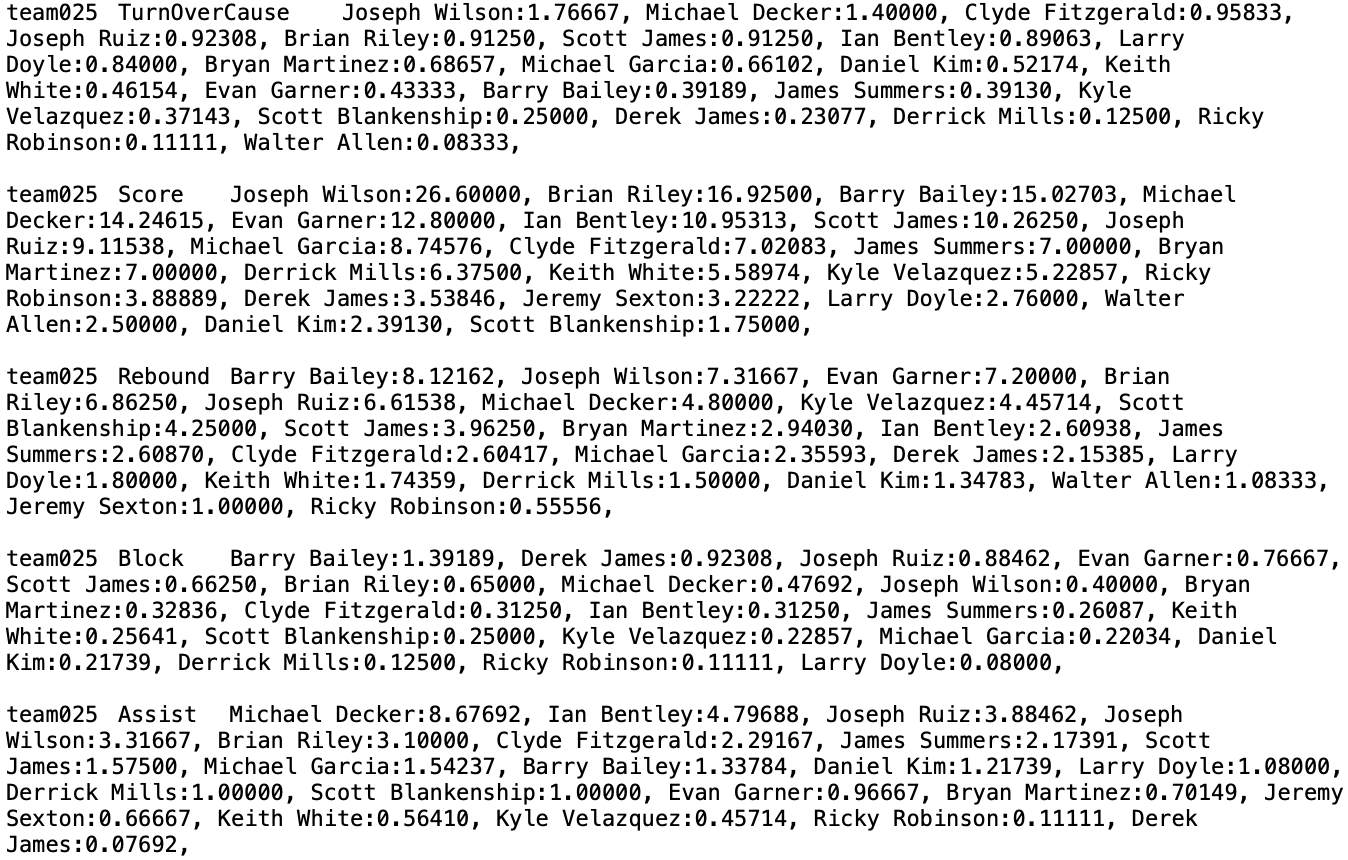 team025 TurnOverCause Joseph Wilson:1.76667, Michael Decker:1.40000, Clyde Fitzgerald:0.95833,
Joseph Ruiz:0.92308, Brian Riley:0.91250, Scott James:0.91250, Ian Bentley:0.89063, Larry
Doyle:0.84000, Bryan Martinez:0.68657, Michael Garcia:0.66102, Daniel Kim:0.52174, Keith
White:0.46154, Evan Garner:0.43333, Barry Bailey:0.39189, James Summers:0.39130, Kyle
Velazquez:0.37143, Scott Blankenship:0.25000, Derek James:0.23077, Derrick Mills:0.12500, Ricky
Robinson:0.11111, Walter Allen:0.08333,
team025 Score Joseph Wilson:26.60000, Brian Riley:16.92500, Barry Bailey:15.02703, Michael
Decker:14.24615, Evan Garner:12.80000, Ian Bentley:10.95313, Scott James:10.26250, Joseph
Ruiz:9.11538, Michael Garcia:8.74576, Clyde Fitzgerald:7.02083, James Summers:7.00000, Bryan
Martinez:7.00000, Derrick Mills:6.37500, Keith White:5.58974, Kyle Velazquez:5.22857, Ricky
Robinson:3.88889, Derek James:3.53846, Jeremy Sexton:3.22222, Larry Doyle:2.76000, Walter
Allen:2.50000, Daniel Kim:2.39130, Scott Blankenship:1.75000,
team025 Rebound Barry Bailey:8.12162, Joseph Wilson:7.31667, Evan Garner:7.20000, Brian
Riley:6.86250, Joseph Ruiz:6.61538, Michael Decker:4.80000, Kyle Velazquez:4.45714, Scott
Blankenship:4.25000, Scott James:3.96250, Bryan Martinez:2.94030, Ian Bentley:2.60938, James
Summers:2.60870, Clyde Fitzgerald:2.60417, Michael Garcia:2.35593, Derek James:2.15385, Larry
Doyle:1.80000, Keith White:1.74359, Derrick Mills:1.50000, Daniel Kim:1.34783, Walter Allen:1.08333,
Jeremy Sexton:1.00000, Ricky Robinson:0.55556,
team025 Block Barry Bailey:1.39189, Derek James:0.92308, Joseph Ruiz:0.88462, Evan Garner:0.76667,
Scott James:0.66250, Brian Riley:0.65000, Michael Decker:0.47692, Joseph Wilson:0.40000, Bryan
Martinez:0.32836, Clyde Fitzgerald:0.31250, Ian Bentley:0.31250, James Summers:0.26087, Keith
White:0.25641, Scott Blankenship:0.25000, Kyle Velazquez:0.22857, Michael Garcia:0.22034, Daniel
Kim:0.21739, Derrick Mills:0.12500, Ricky Robinson:0.11111, Larry Doyle:0.08000,
team025 Assist Michael Decker:8.67692, Ian Bentley:4.79688, Joseph Ruiz:3.88462, Joseph
Wilson:3.31667, Brian Riley:3.10000, Clyde Fitzgerald:2.29167, James Summers:2.17391, Scott
James:1.57500, Michael Garcia:1.54237, Barry Bailey:1.33784, Daniel Kim:1.21739, Larry Doyle:1.08000,
Derrick Mills:1.00000, Scott Blankenship:1.00000, Evan Garner:0.96667, Bryan Martinez:0.70149, Jeremy
Sexton:0.66667, Keith White:0.56410, Kyle Velazquez:0.45714, Ricky Robinson:0.11111, Derek
James:0.07692,